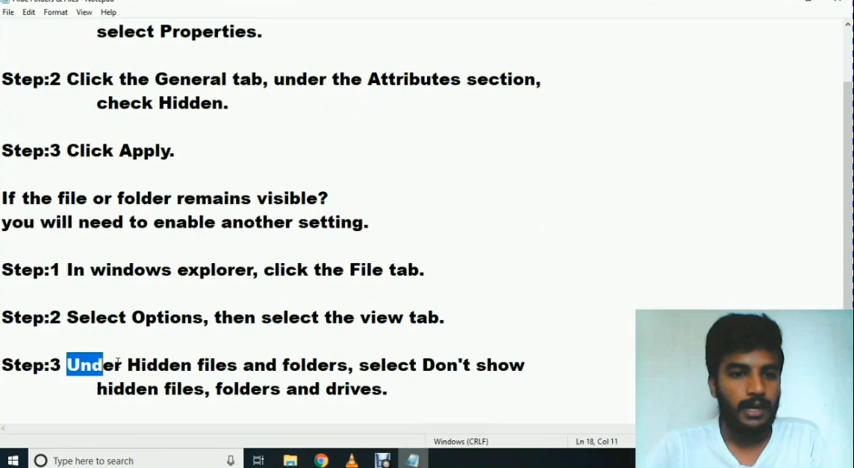 File Edit Format View Help
select Properties.
Step:2 Click the General tab, under the Attributes section,
check Hidden.
Step:3 Click Apply.
If the file or folder remains visible?
you will need to enable another setting.
Step:1 In windows explorer, click the File tab.
Step:2 Select Options, then select the view tab.
Step:3 Under Hidden files and folders, select Don't show
hidden files, folders and drives.
Windows (CRLF) Ln 18, Col 11
Type here to search